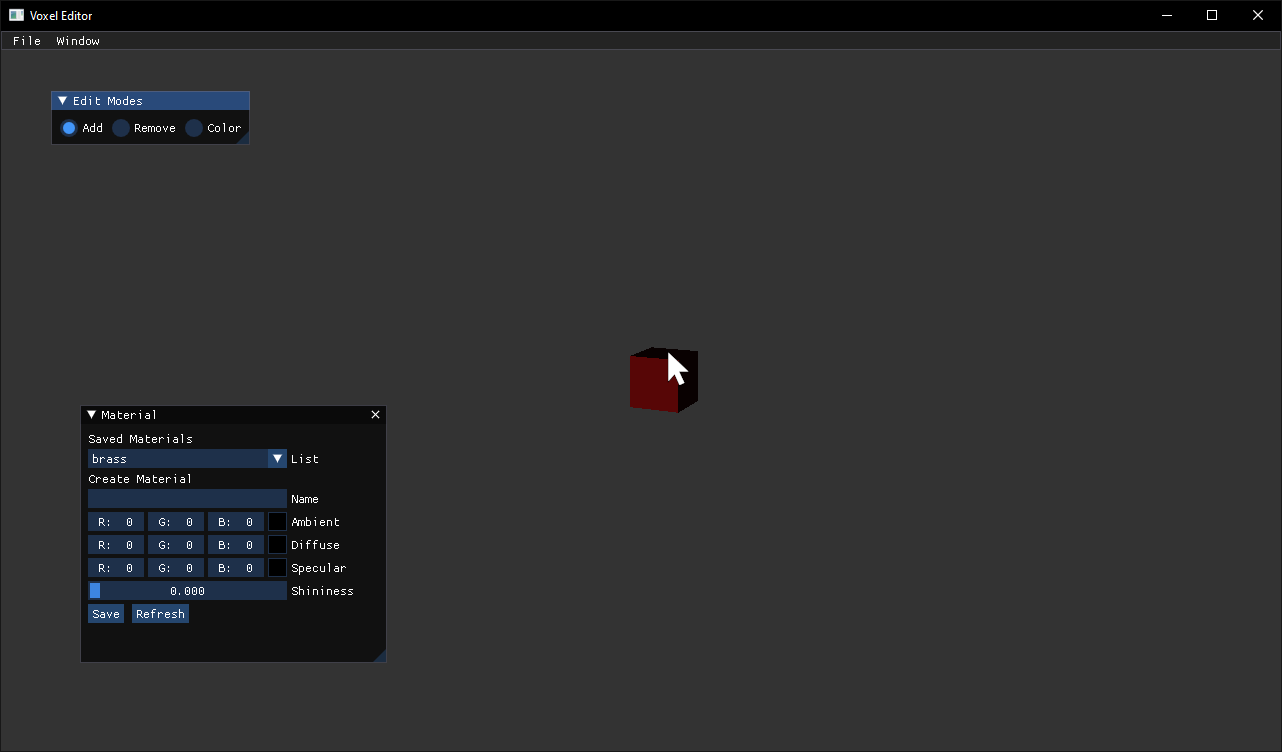 Voxel Editor
File Window
Edit Modes
Add Remove Color
Material
Saved Materials
brass List
Create Material
Name
R: 0 G: 0 B: 0 Ambient
R: 0 G: 0 B: 0 Diffuse
R: 0 G: 0 B: 0 Specular
0.000 Shininess
Save Refresh